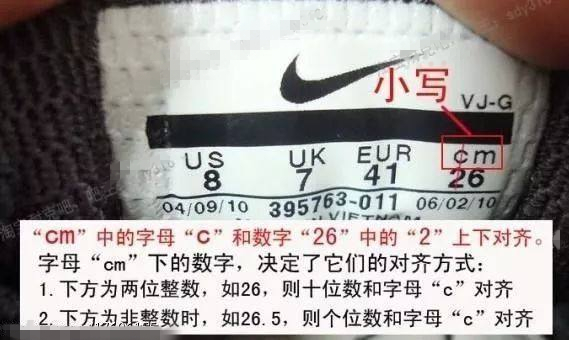 小写
VJ-G
US UK EUR cm
8 7 41 26
04/09/10 395763-011 06/02/10
VIETNAM
“cm”中的字母“c”和数字“26”中的“2”上下对齐。
字母“cm”下的数字，决定了它们的对齐方式：
1.下方为两位整数，如26，则十位数和字母“c”对齐
2.下方为非整数时，如26.5，则个位数和字母“c”对齐